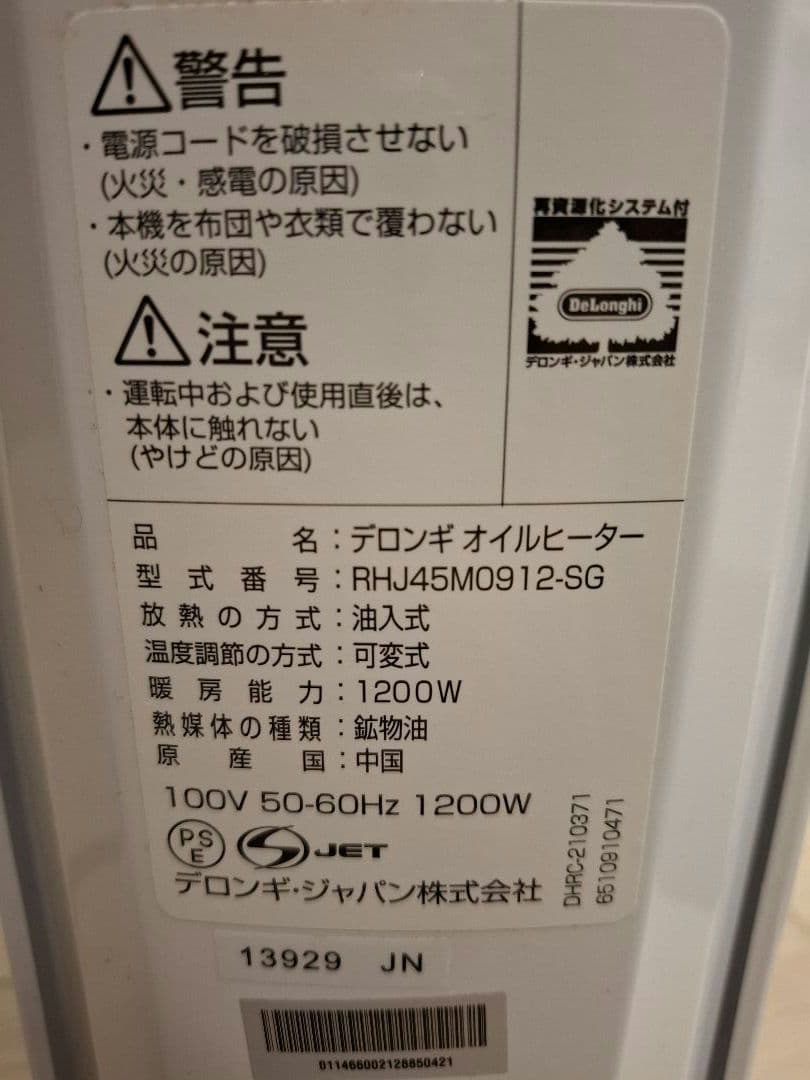 警告
・電源コードを破損させない
(火災・感電の原因)
・本機を布団や衣類で覆わない
(火災の原因)
注意
・運転中および使用直後は、
本体に触れない
(やけどの原因)
再資源化システム付
DeLonghi
デロンギ・ジャパン株式会社
品名：デロンギ オイルヒーター
型式番号：RHJ45M0912-SG
放熱の方式：油入式
温度調節の方式：可変式
暖房能力：1200W
熱媒体の種類：鉱物油
原産国：中国
100V 50-60Hz 1200W
PSE
JET
デロンギ・ジャパン株式会社
DHRC-210371
6510910471
13929 JN
011466002128850421